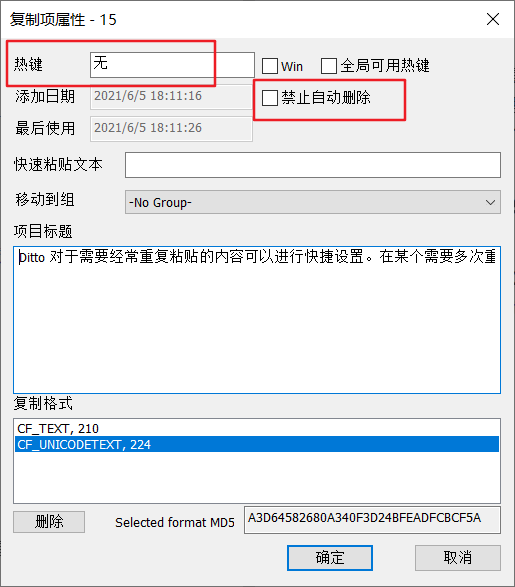 复制项属性 - 15
热键 无 Win 全局可用热键
添加日期 2021/6/5 18:11:16 禁止自动删除
最后使用 2021/6/5 18:11:26
快速粘贴文本
移动到组 -No Group-
项目标题
Ditto 对于需要经常重复粘贴的内容可以进行快捷设置。在某个需要多次重
复制格式
CF_TEXT, 210
CF_UNICODETEXT, 224
删除 Selected format MD5 A3D64582680A340F3D24BFEADFCBCF5A
确定 取消